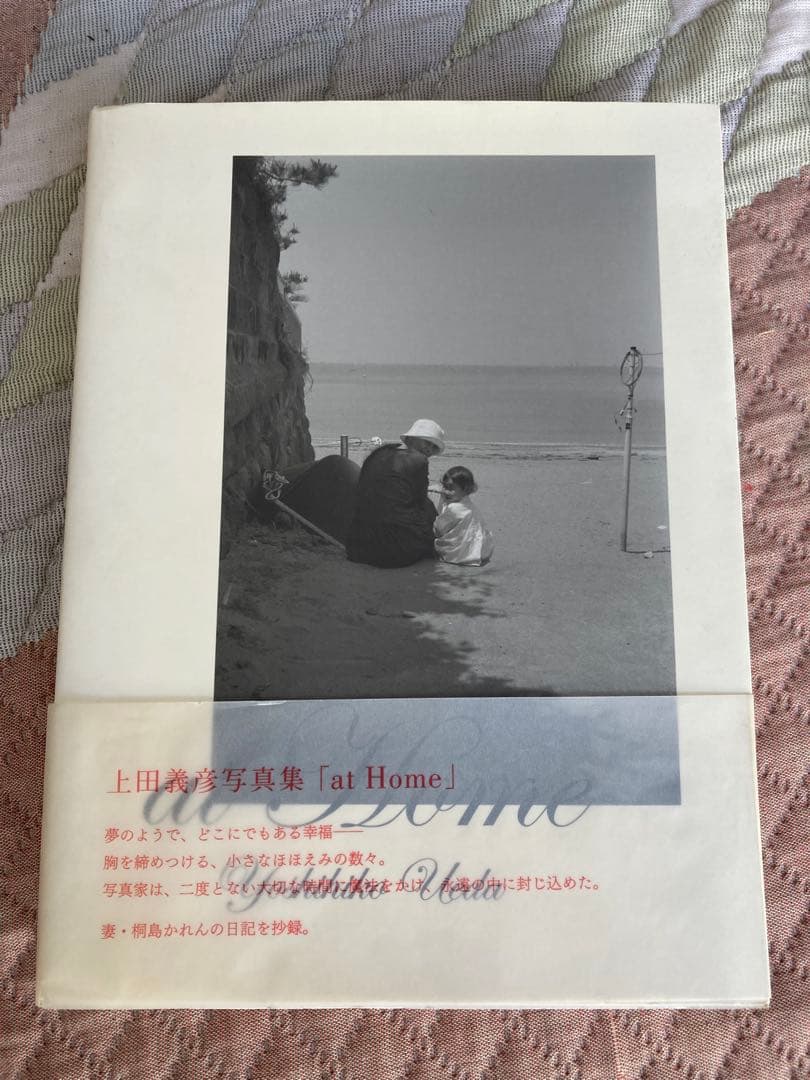 上田義彦写真集「at Home」
at Home
夢のようで、どこにでもある幸福——
胸を締めつける、小さなほほえみの数々。
写真家は、二度とない大切な時間に魔法をかけ、永遠の中に封じ込めた。
Yoshihiko Ueda
妻・桐島かれんの日記を抄録。